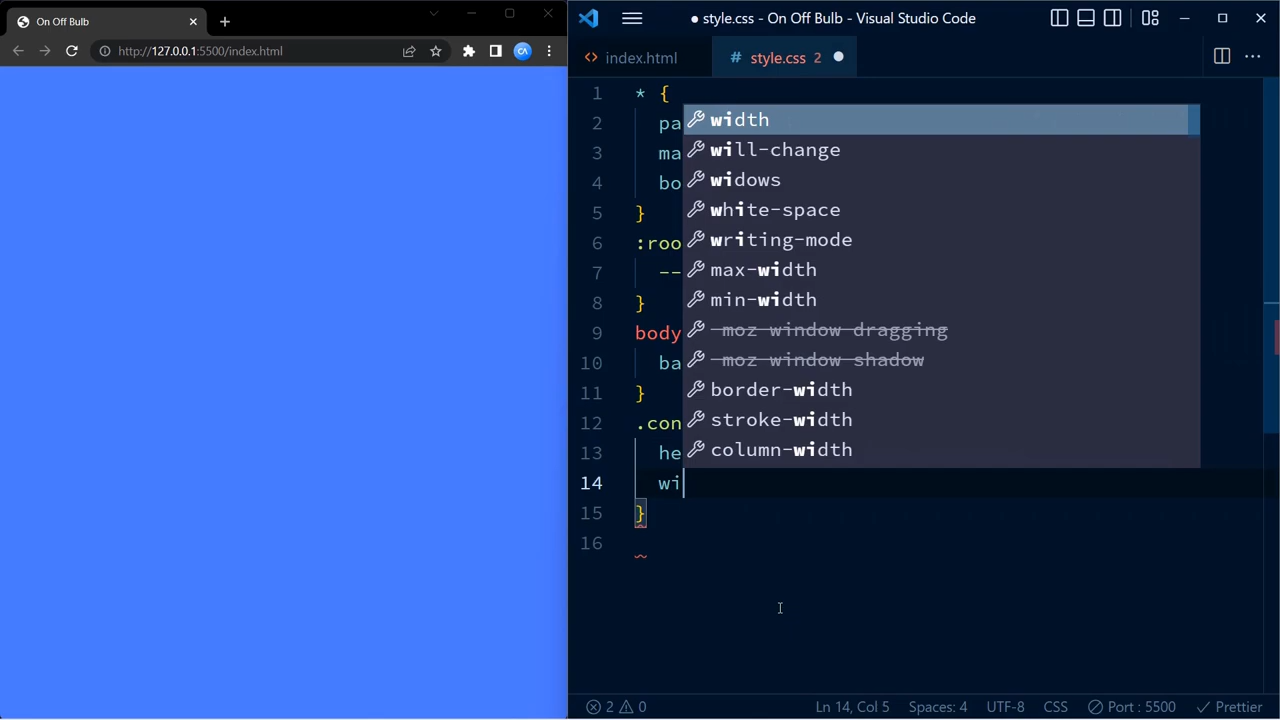 On Off Bulb
http://127.0.0.1:5500/index.html
style.css - On Off Bulb - Visual Studio Code
index.html
# style.css 2
1 * {
2 pa
3 ma
4 bo
5 }
6 :roo
7 --
8 }
9 body
10 ba
11 }
12 .con
13 he
14 wi
15 }
16
width
will-change
widows
white-space
writing-mode
max-width
min-width
-moz-window-dragging
-moz-window-shadow
border-width
stroke-width
column-width
2 0
Ln 14, Col 5
Spaces: 4
UTF-8
CSS
Port : 5500
Prettier